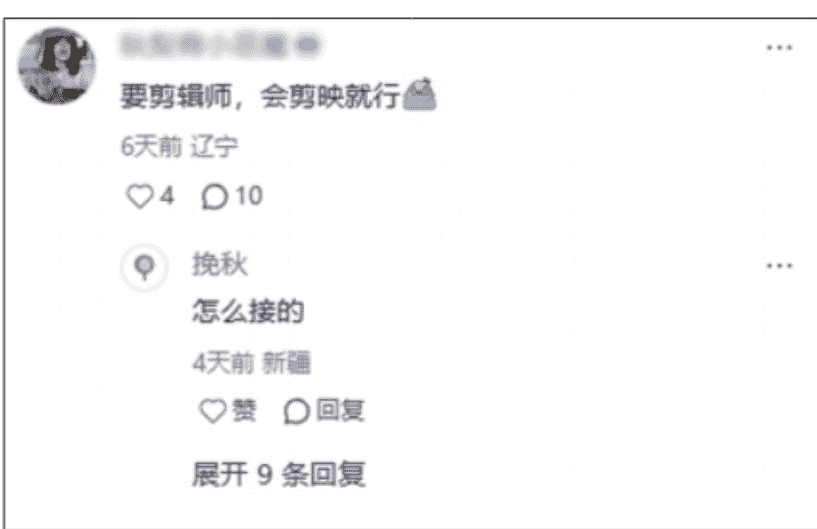 要剪辑师，会剪映就行
6天前 辽宁
4 10
挽秋
怎么接的
4天前 新疆
赞 回复
展开 9 条回复